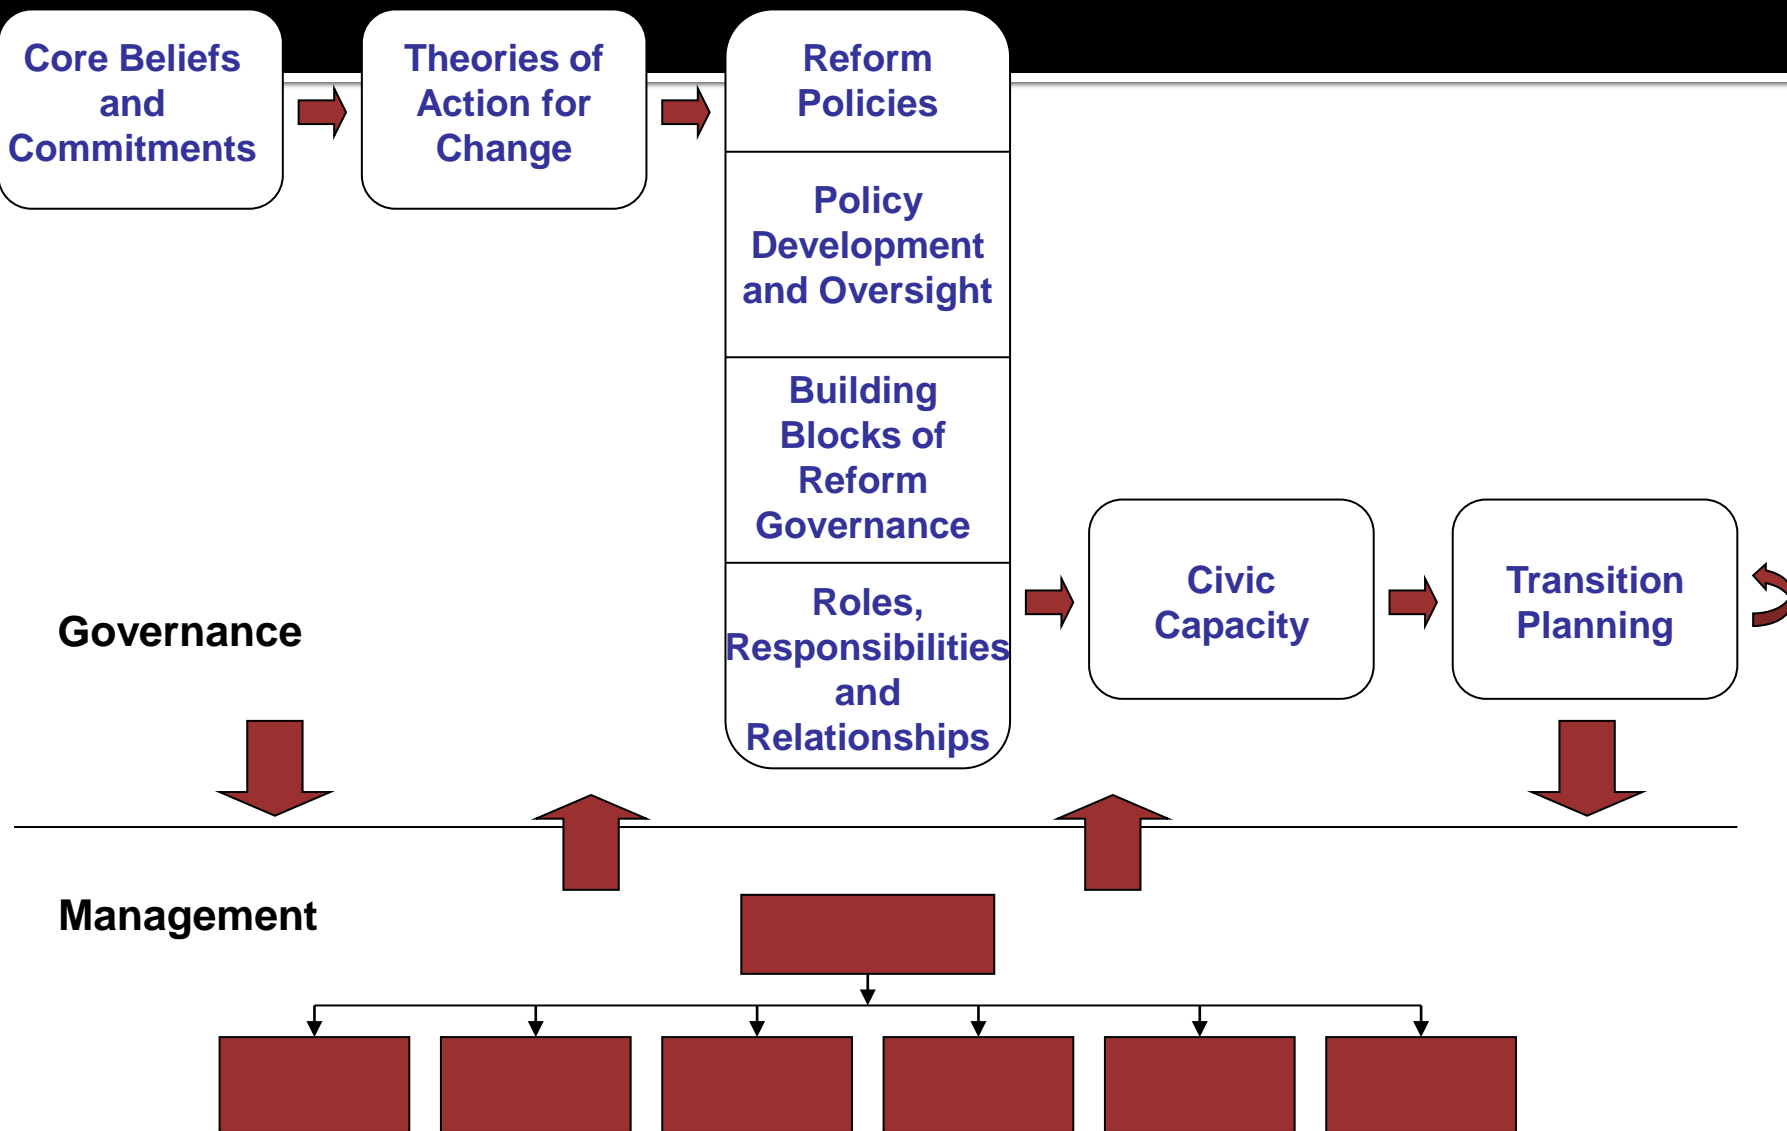 Core Beliefs
and
Commitments
Theories of
Action for
Change
Reform
Policies
Policy
Development
and Oversight
Building
Blocks of
Reform
Governance
Roles,
Responsibilities
and
Relationships
Civic
Capacity
Transition
Planning
Governance
Management